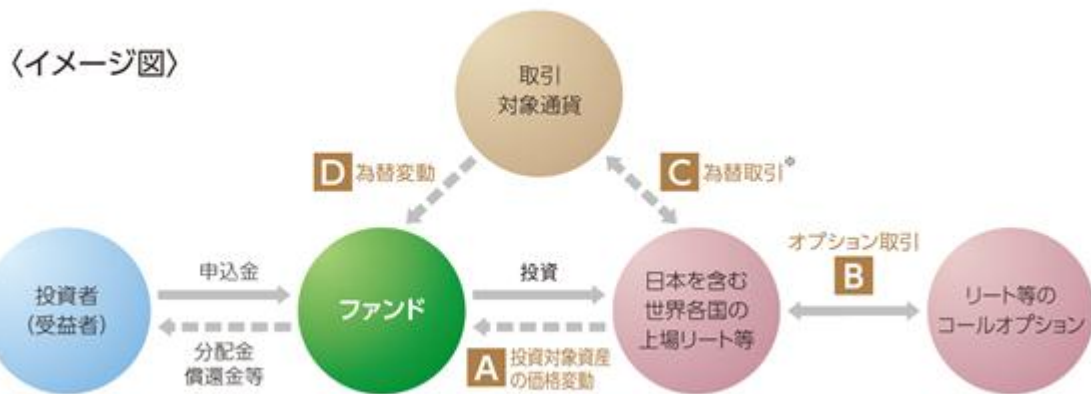 〈イメージ図〉
取引
対象通貨
D 為替変動
C 為替取引※
投資者
（受益者）
申込金
分配金
償還金等
ファンド
投資
A 投資対象資産
の価格変動
日本を含む
世界各国の
上場リート等
オプション取引
B
リート等の
コールオプション